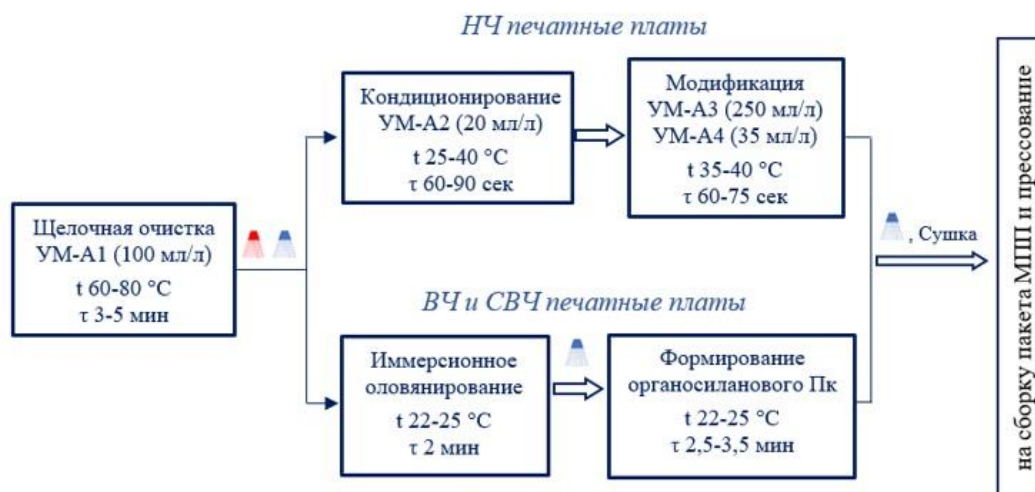 НЧ печатные платы
Кондиционирование
УМ-А2 (20 мл/л)
t 25-40 °C
τ 60-90 сек
Модификация
УМ-А3 (250 мл/л)
УМ-А4 (35 мл/л)
t 35-40 °C
τ 60-75 сек
Щелочная очистка
УМ-А1 (100 мл/л)
t 60-80 °C
τ 3-5 мин
ВЧ и СВЧ печатные платы
Иммерсионное
оловянирование
t 22-25 °C
τ 2 мин
Формирование
органосиланового Пк
t 22-25 °C
τ 2,5-3,5 мин
, Сушка
на сборку пакета МПП и прессование